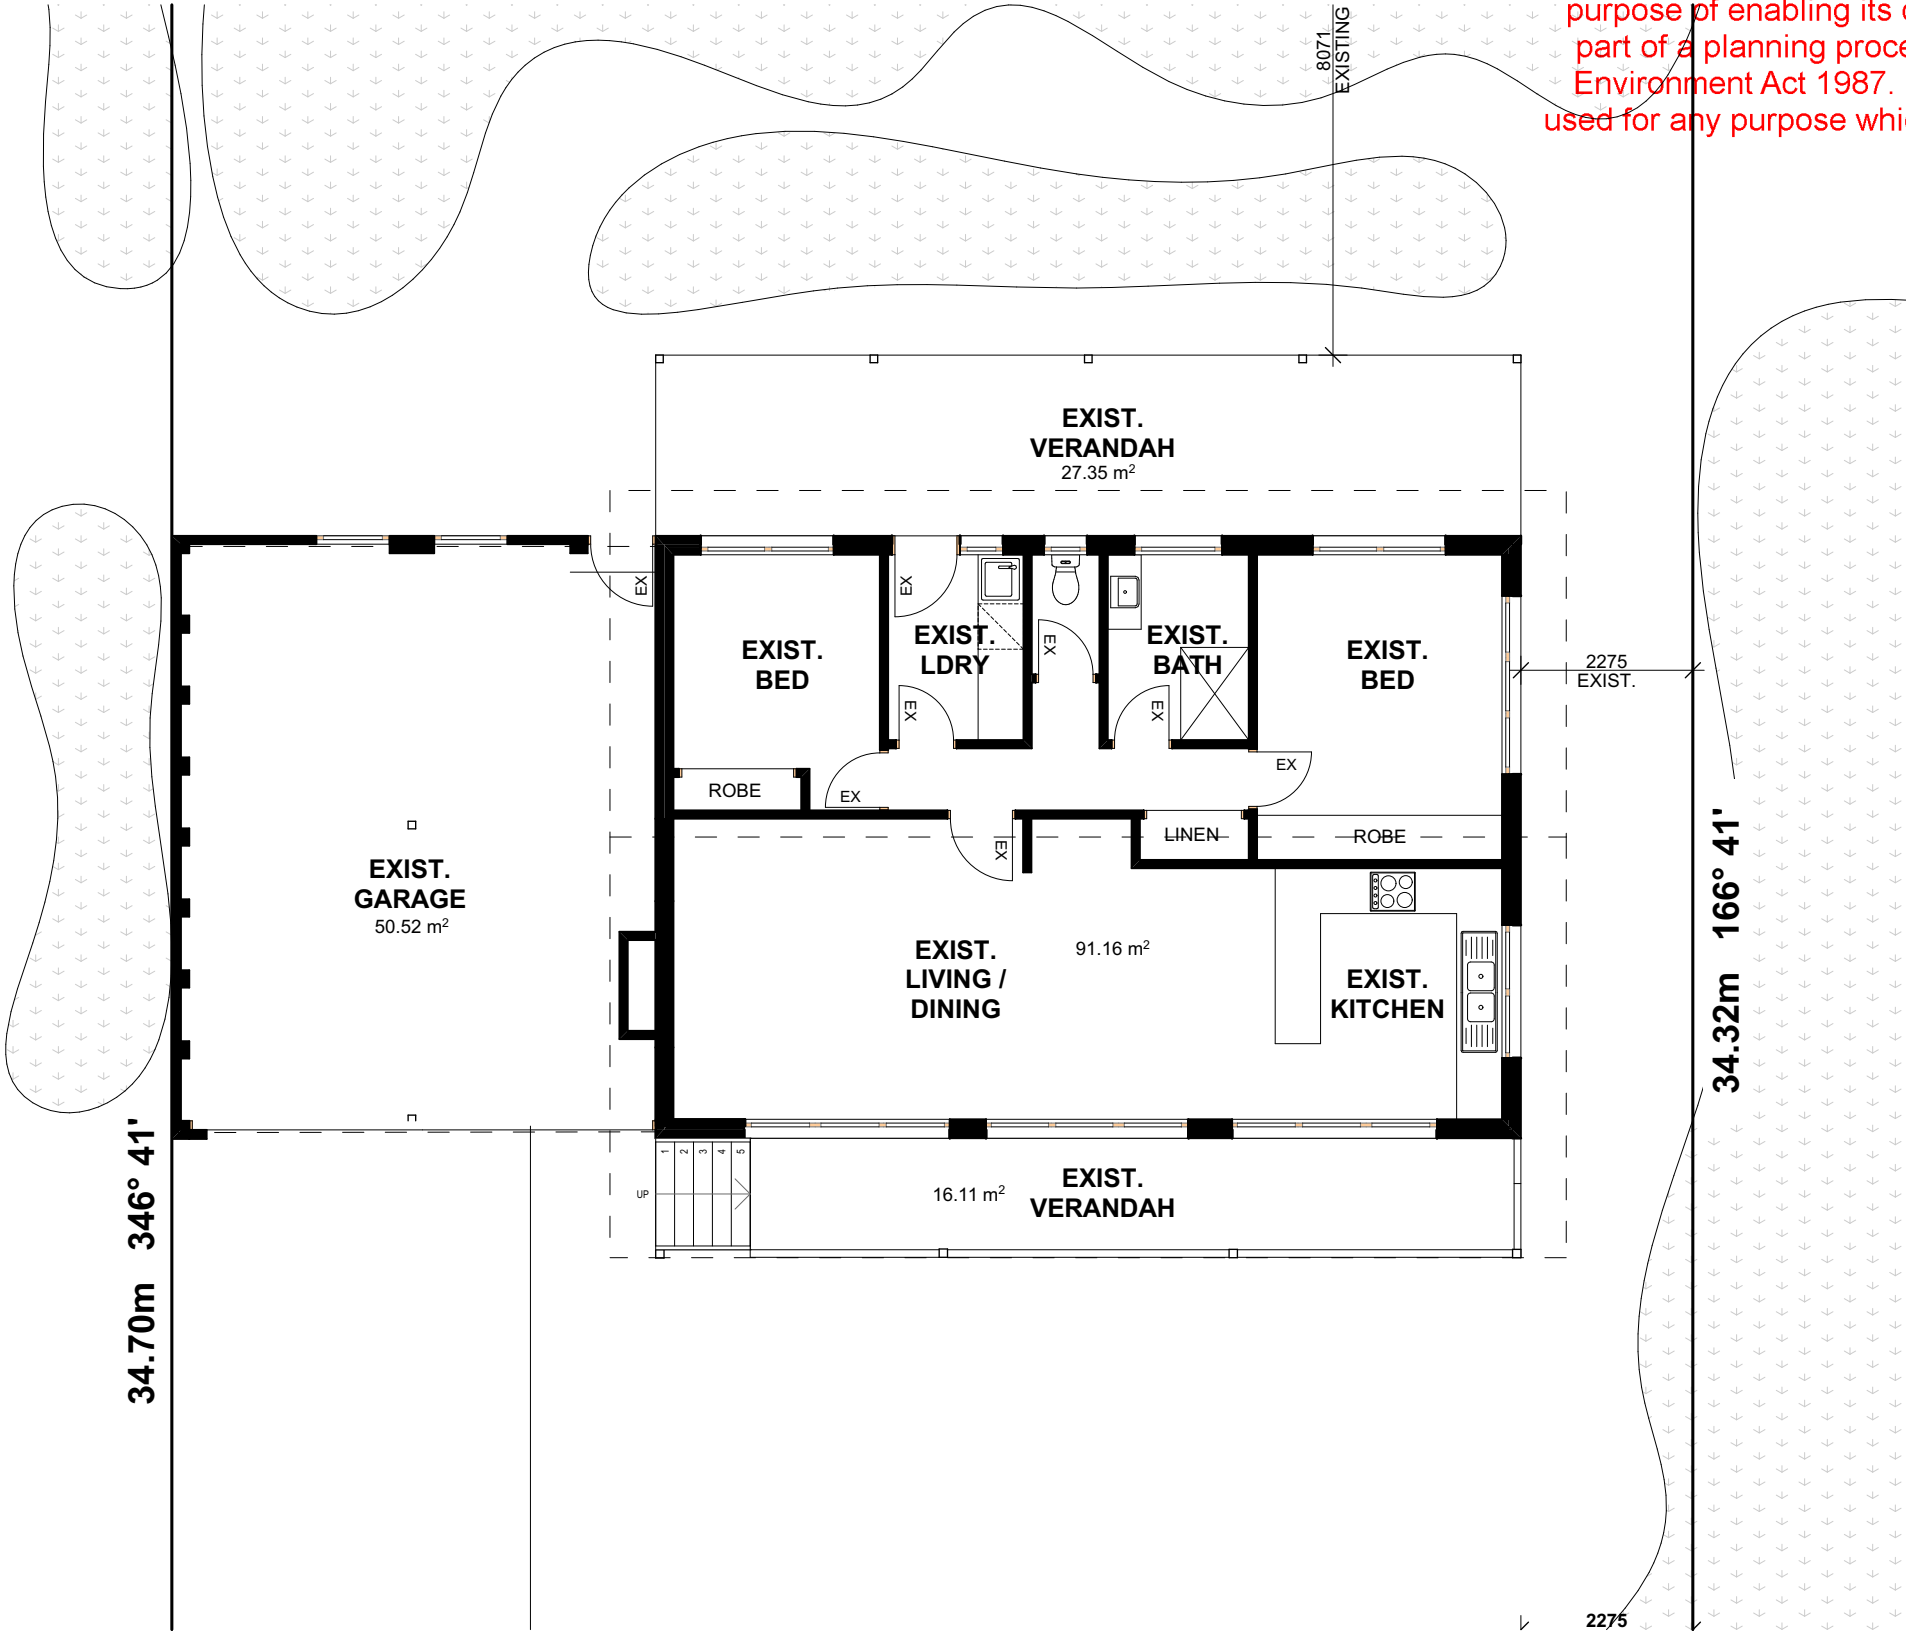 purpose of enabling its
part of a planning proce
Environment Act 1987.
used for any purpose whi
8071
EXISTING
EXIST.
VERANDAH
27.35 m²
EX
EX
EXIST.
BED
EXIST.
LDRY
EX
EX
EXIST.
BATH
EX
EXIST.
BED
2275
EXIST.
ROBE
EX
EX
EX
LINEN
ROBE
EXIST.
GARAGE
50.52 m²
EXIST.
LIVING /
DINING
91.16 m²
EXIST.
KITCHEN
34.32m 166° 41'
34.70m 346° 41'
1 2 3 4 5
UP
16.11 m²
EXIST.
VERANDAH
2275